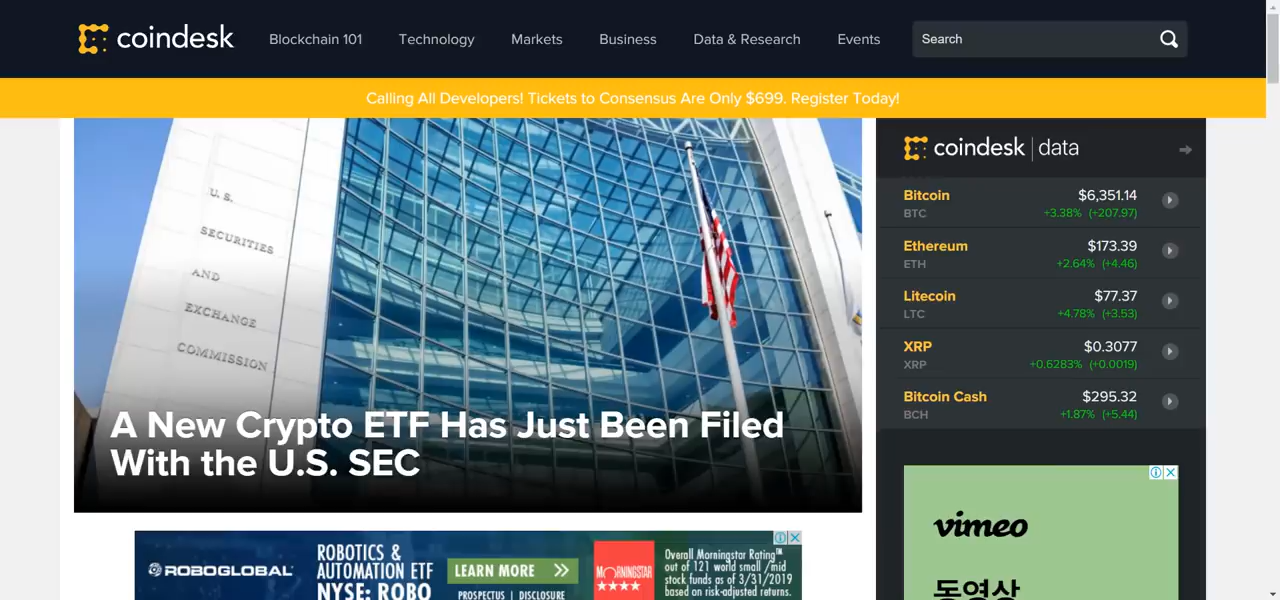 coindesk
Blockchain 101
Technology
Markets
Business
Data & Research
Events
Search
Calling All Developers! Tickets to Consensus Are Only $699. Register Today!
U. S.
SECURITIES
AND
EXCHANGE
COMMISSION
A New Crypto ETF Has Just Been Filed
With the U.S. SEC
ROBOGLOBAL
ROBOTICS &
AUTOMATION ETF
NYSE: ROBO
LEARN MORE
PROSPECTUS | DISCLOSURE
MORNINGSTAR
Overall Morningstar Rating™
out of 121 world small /mid
stock funds as of 3/31/2019
based on risk-adjusted returns.
coindesk | data
Bitcoin $6,351.14
BTC +3.38% (+207.97)
Ethereum $173.39
ETH +2.64% (+4.46)
Litecoin $77.37
LTC +4.78% (+3.53)
XRP $0.3077
XRP +0.6283% (+0.0019)
Bitcoin Cash $295.32
BCH +1.87% (+5.44)
vimeo
동영상